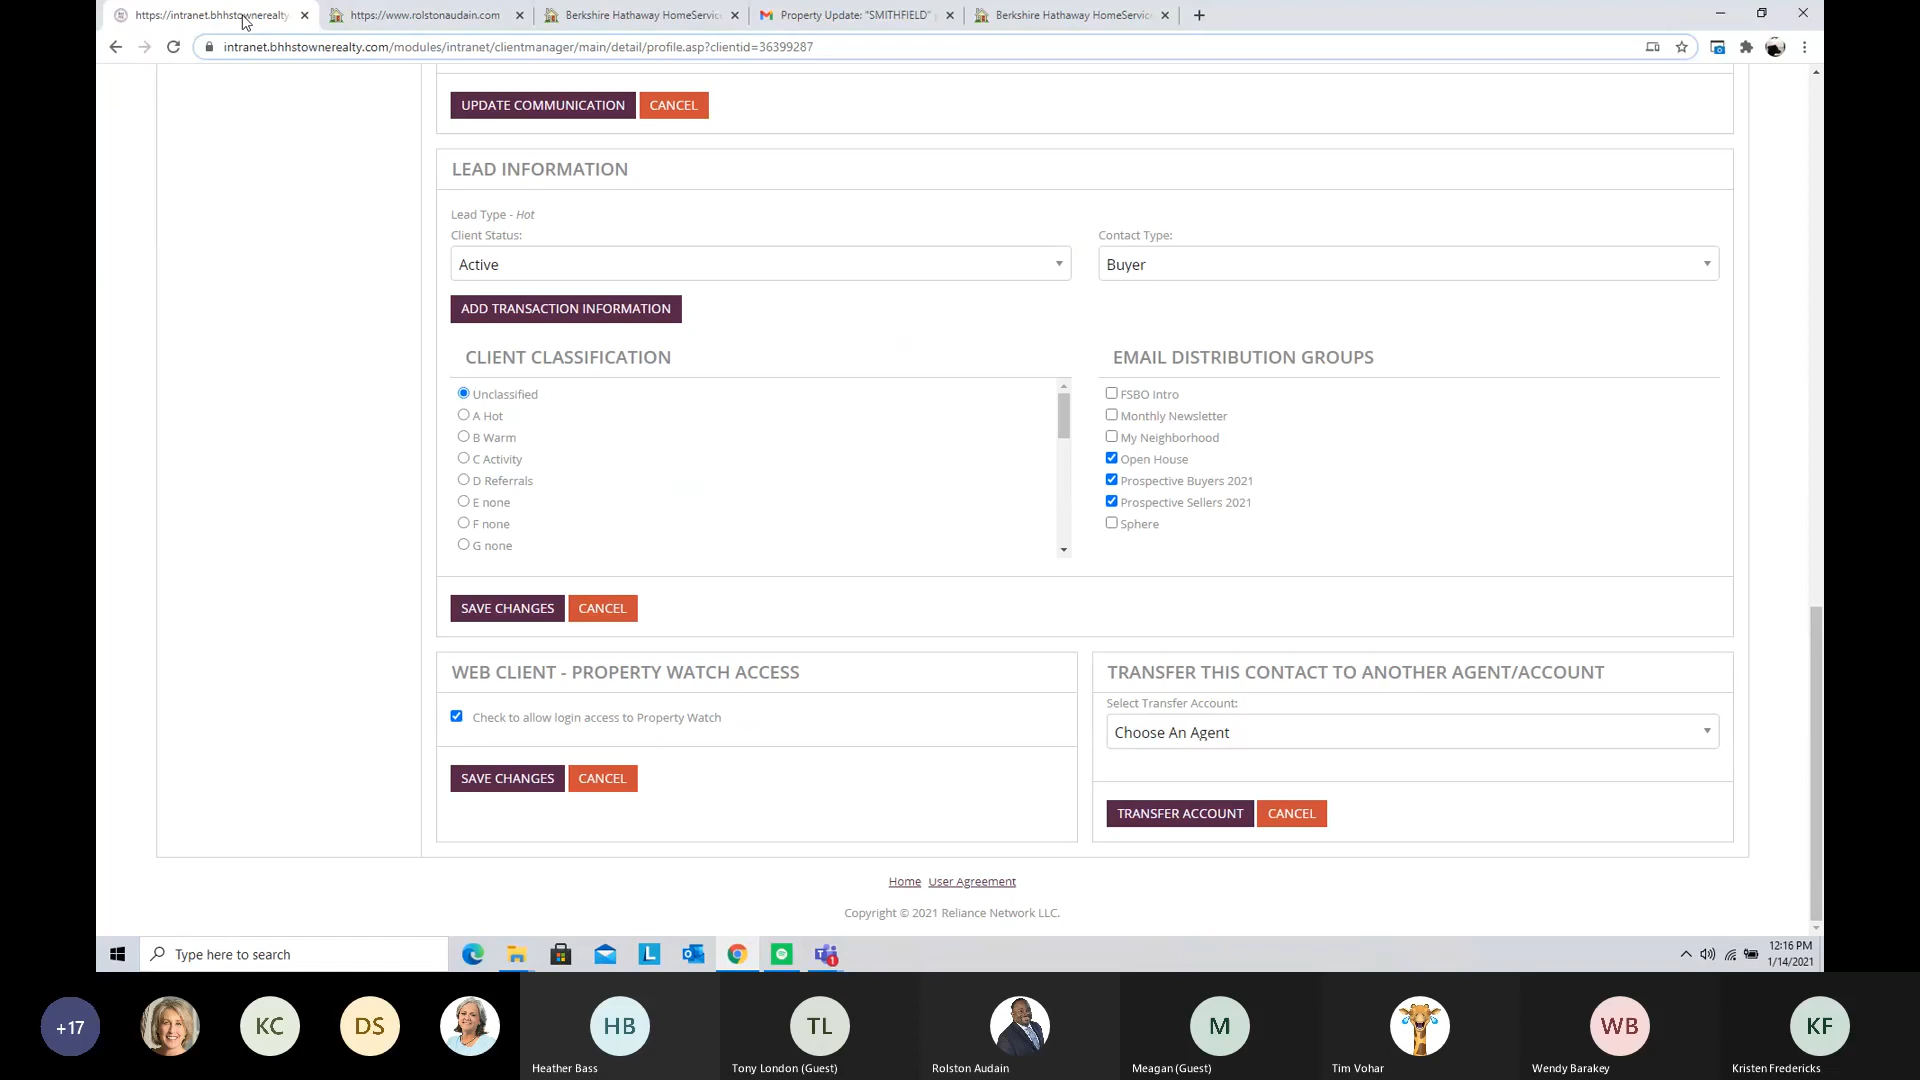 https://intranet.bhhstownerealty
https://www.rolstonaudain.com
Berkshire Hathaway HomeServic
Property Update: "SMITHFIELD"
Berkshire Hathaway HomeServic
intranet.bhhstownerealty.com/modules/intranet/clientmanager/main/detail/profile.asp?clientid=36399287
UPDATE COMMUNICATION CANCEL
LEAD INFORMATION
Lead Type - Hot
Client Status:
Contact Type:
Active
Buyer
ADD TRANSACTION INFORMATION
CLIENT CLASSIFICATION
EMAIL DISTRIBUTION GROUPS
Unclassified
A Hot
B Warm
C Activity
D Referrals
E none
F none
G none
FSBO Intro
Monthly Newsletter
My Neighborhood
Open House
Prospective Buyers 2021
Prospective Sellers 2021
Sphere
SAVE CHANGES CANCEL
WEB CLIENT - PROPERTY WATCH ACCESS
Check to allow login access to Property Watch
SAVE CHANGES CANCEL
TRANSFER THIS CONTACT TO ANOTHER AGENT/ACCOUNT
Select Transfer Account:
Choose An Agent
TRANSFER ACCOUNT CANCEL
Home User Agreement
Copyright © 2021 Reliance Network LLC.
Type here to search
L
1
12:16 PM
1/14/2021
+17
KC
DS
HB
TL
M
WB
KF
Heather Bass
Tony London (Guest)
Rolston Audain
Meagan (Guest)
Tim Vohar
Wendy Barakey
Kristen Fredericks